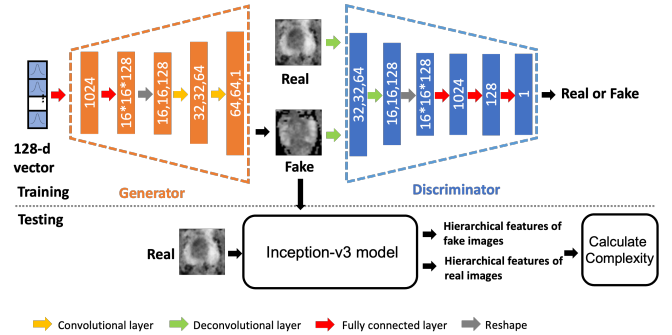 1024
16*16*128
16,16,128
32,32,64
64,64,1
Real
Fake
32,32,64
16,16,128
16*16*128
1024
128
1
Real or Fake
128-d
vector
Generator
Discriminator
Training
Testing
Real
Inception-v3 model
Hierarchical features of
fake images
Hierarchical features of
real images
Calculate
Complexity
Convolutional layer
Deconvolutional layer
Fully connected layer
Reshape